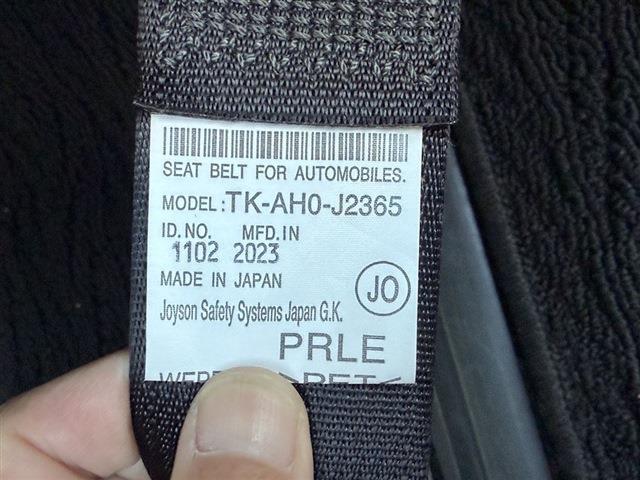 SEAT BELT FOR AUTOMOBILES.
MODEL:TK-AH0-J2365
ID.NO. MFD.IN
1102 2023
MADE IN JAPAN
JO
Joyson Safety Systems Japan G.K.
PRLE